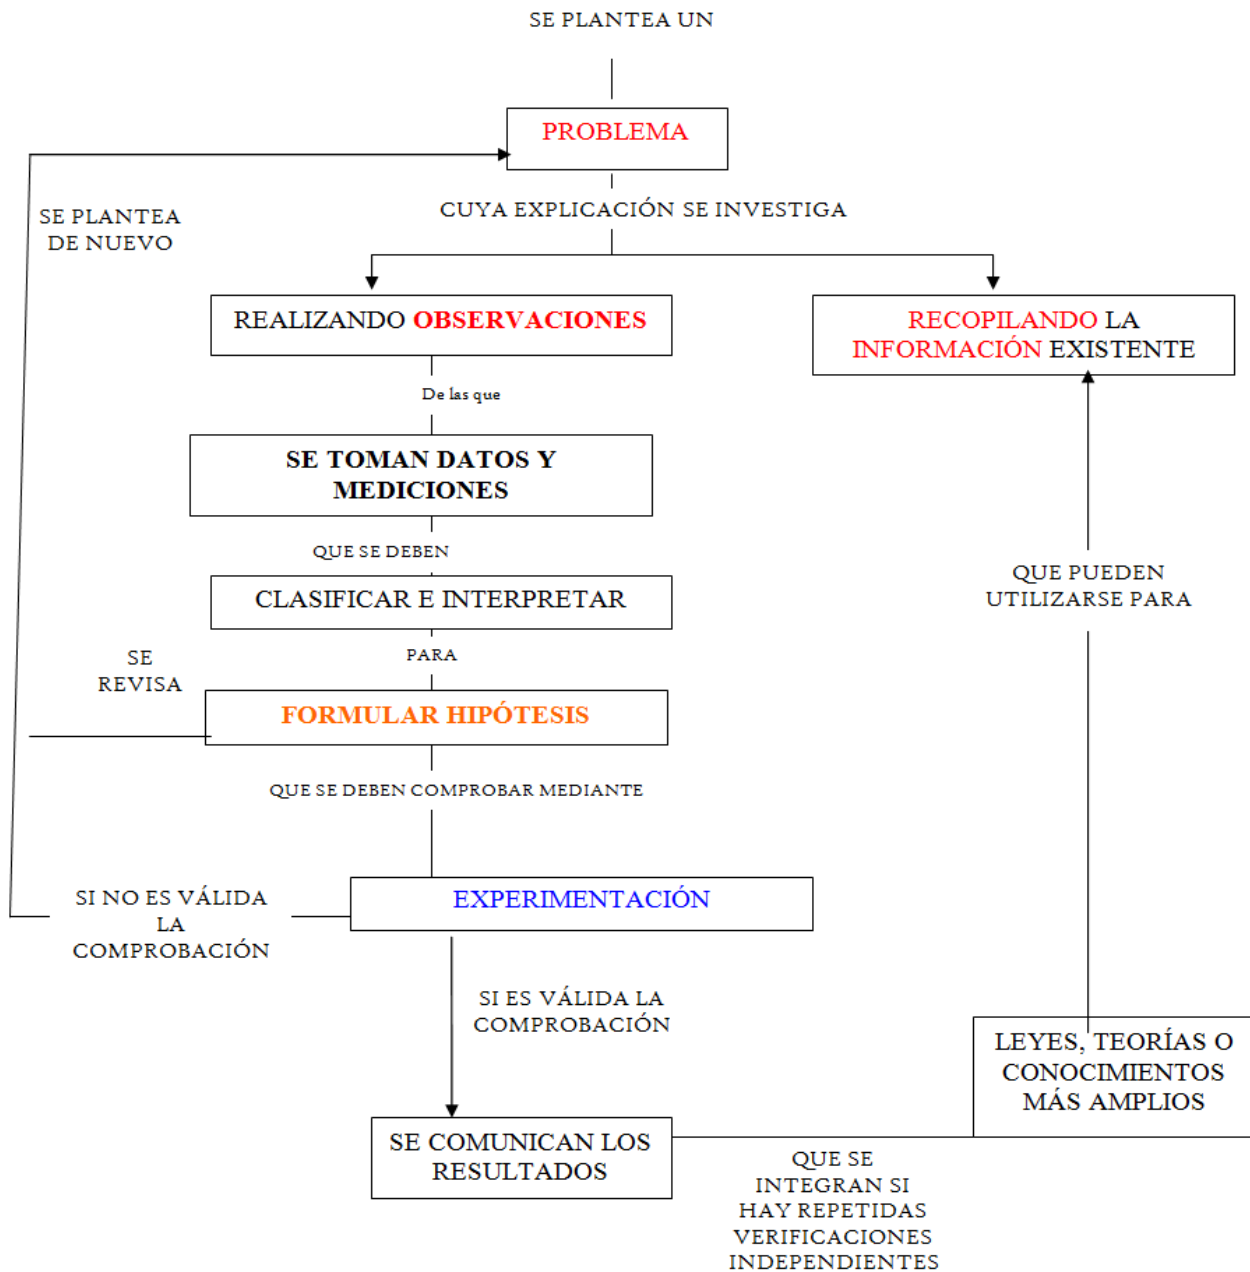 SE PLANTEA UN
PROBLEMA
SE PLANTEA
DE NUEVO
CUYA EXPLICACIÓN SE INVESTIGA
REALIZANDO OBSERVACIONES
RECOPILANDO LA
INFORMACIÓN EXISTENTE
De las que
SE TOMAN DATOS Y
MEDICIONES
QUE SE DEBEN
CLASIFICAR E INTERPRETAR
QUE PUEDEN
UTILIZARSE PARA
PARA
SE
REVISA
FORMULAR HIPÓTESIS
QUE SE DEBEN COMPROBAR MEDIANTE
EXPERIMENTACIÓN
SI NO ES VÁLIDA
LA
COMPROBACIÓN
SI ES VÁLIDA LA
COMPROBACIÓN
LEYES, TEORÍAS O
CONOCIMIENTOS
MÁS AMPLIOS
SE COMUNICAN LOS
RESULTADOS
QUE SE
INTEGRAN SI
HAY REPETIDAS
VERIFICACIONES
INDEPENDIENTES